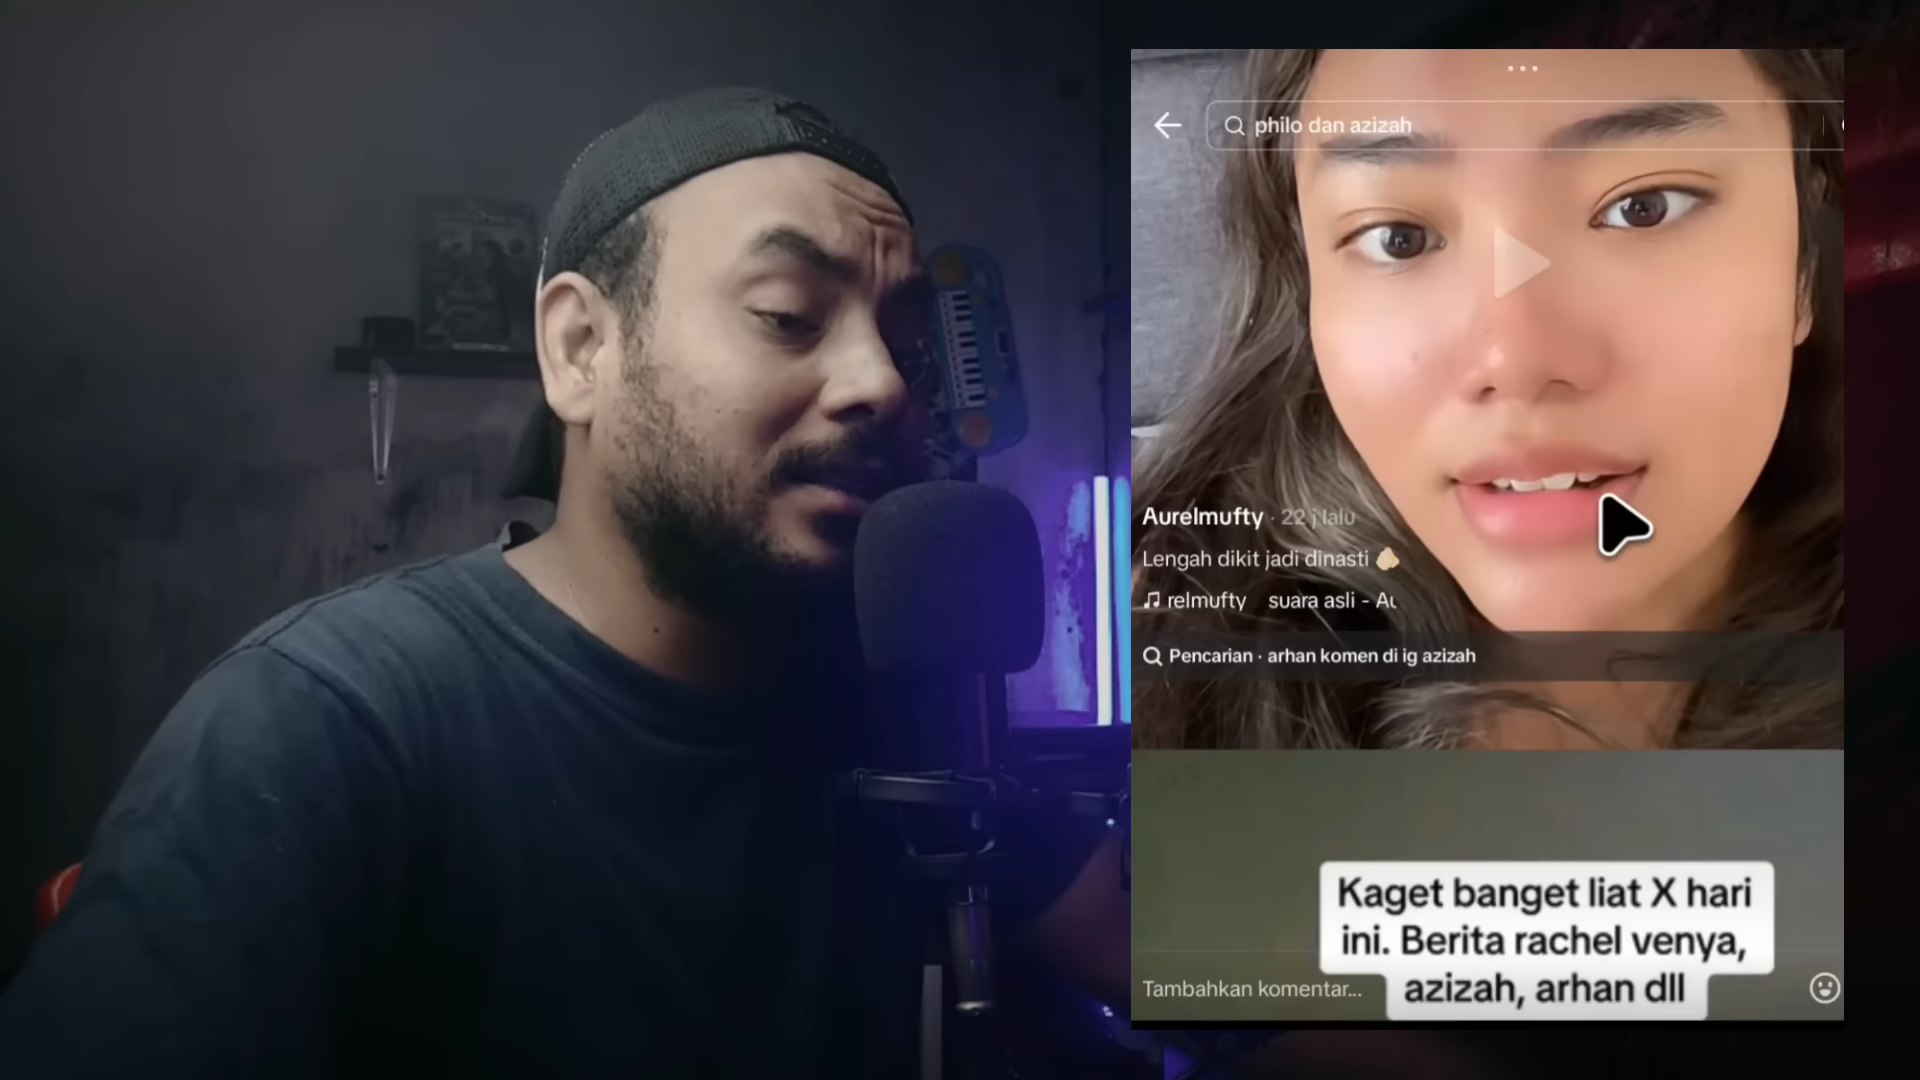 philo dan azizah
Aurelmufty · 22 j lalu
Lengah dikit jadi dinasti
relmufty suara asli - Au
Pencarian · arhan komen di ig azizah
Kaget banget liat X hari
ini. Berita rachel venya,
azizah, arhan dll
Tambahkan komentar...